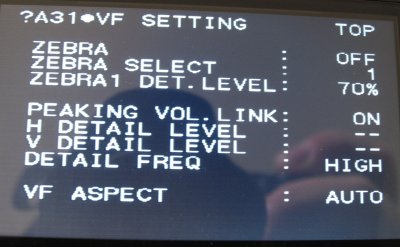 ?A31●VF SETTING TOP
ZEBRA : OFF
ZEBRA SELECT : 1
ZEBRA1 DET.LEVEL: 70%
PEAKING VOL.LINK: ON
H DETAIL LEVEL : --
V DETAIL LEVEL : --
DETAIL FREQ : HIGH
VF ASPECT : AUTO